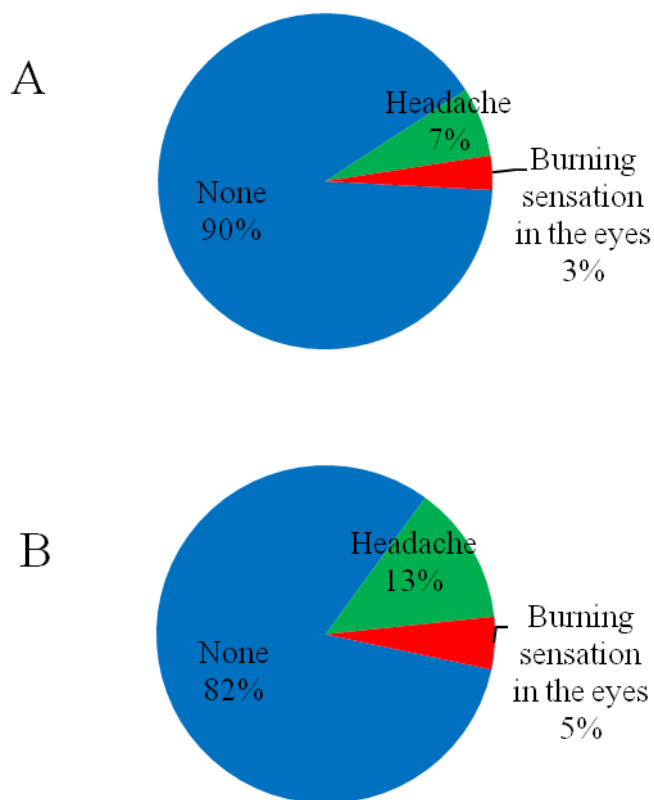 A
Headache
7%
None
90%
Burning
sensation
in the eyes
3%
B
Headache
13%
None
82%
Burning
sensation
in the eyes
5%